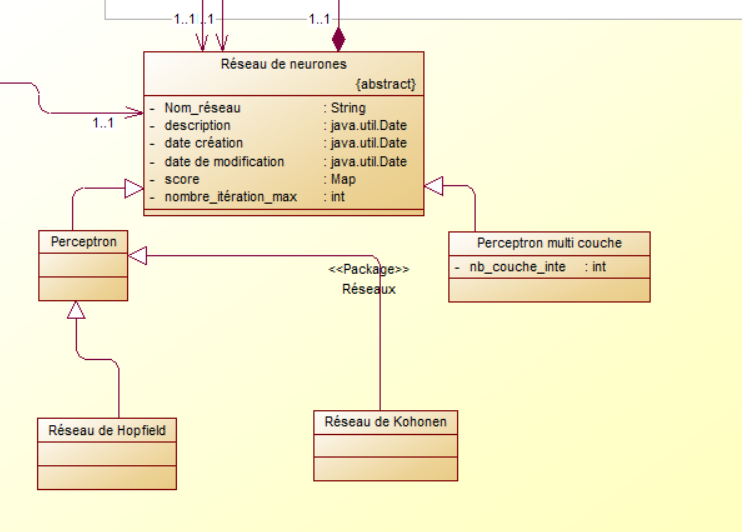 1..1 ..1 1..1
Réseau de neurones
{abstract}
- Nom_réseau : String
- description : java.util.Date
- date création : java.util.Date
- date de modification : java.util.Date
- score : Map
- nombre_itération_max : int
1..1
Perceptron
Perceptron multi couche
- nb_couche_inte : int
<<Package>>
Réseaux
Réseau de Hopfield
Réseau de Kohonen